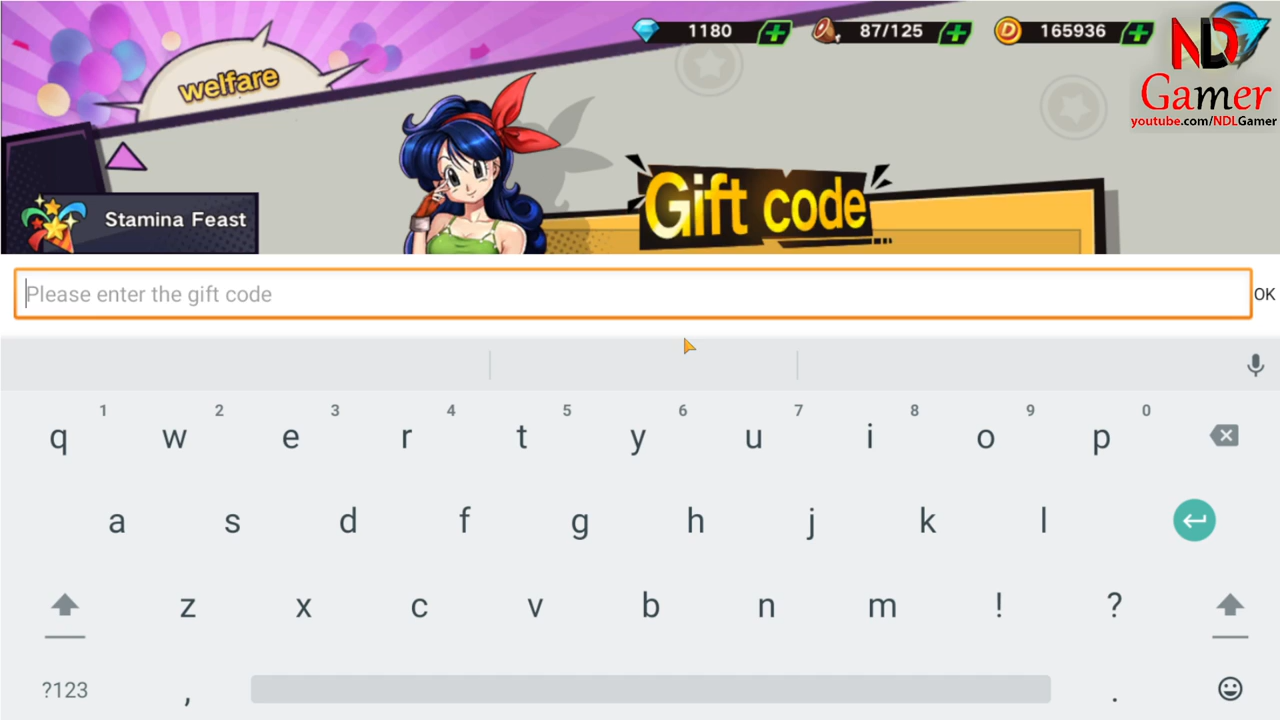 welfare
1180
87/125
165936
ND
Gamer
youtube.com/NDLGamer
Stamina Feast
Gift code
Please enter the gift code
OK
1 2 3 4 5 6 7 8 9 0
q w e r t y u i o p
a s d f g h j k l
z x c v b n m ! ?
?123 , .